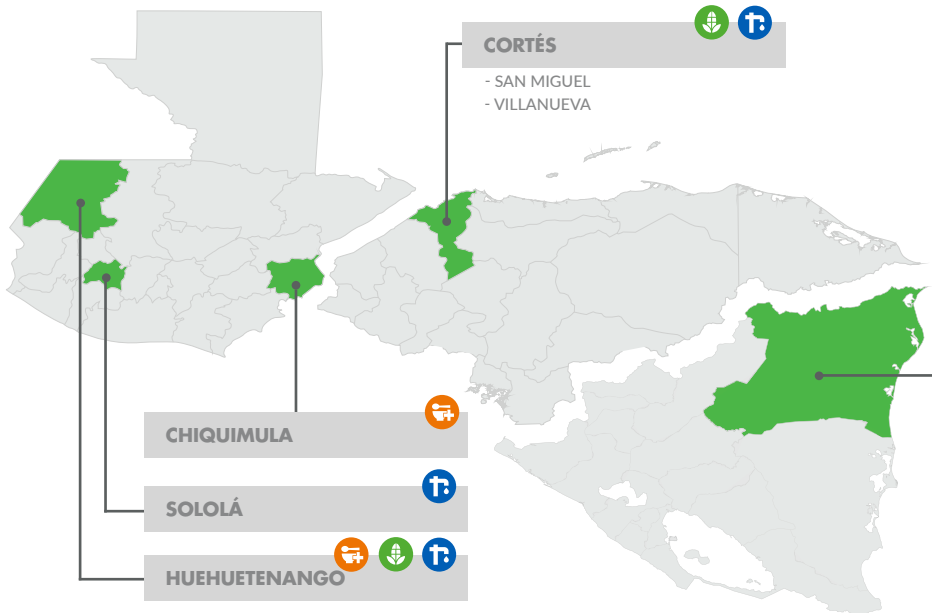 CORTÉS
- SAN MIGUEL
- VILLANUEVA
CHIQUIMULA
SOLOLÁ
HUEHUETENANGO